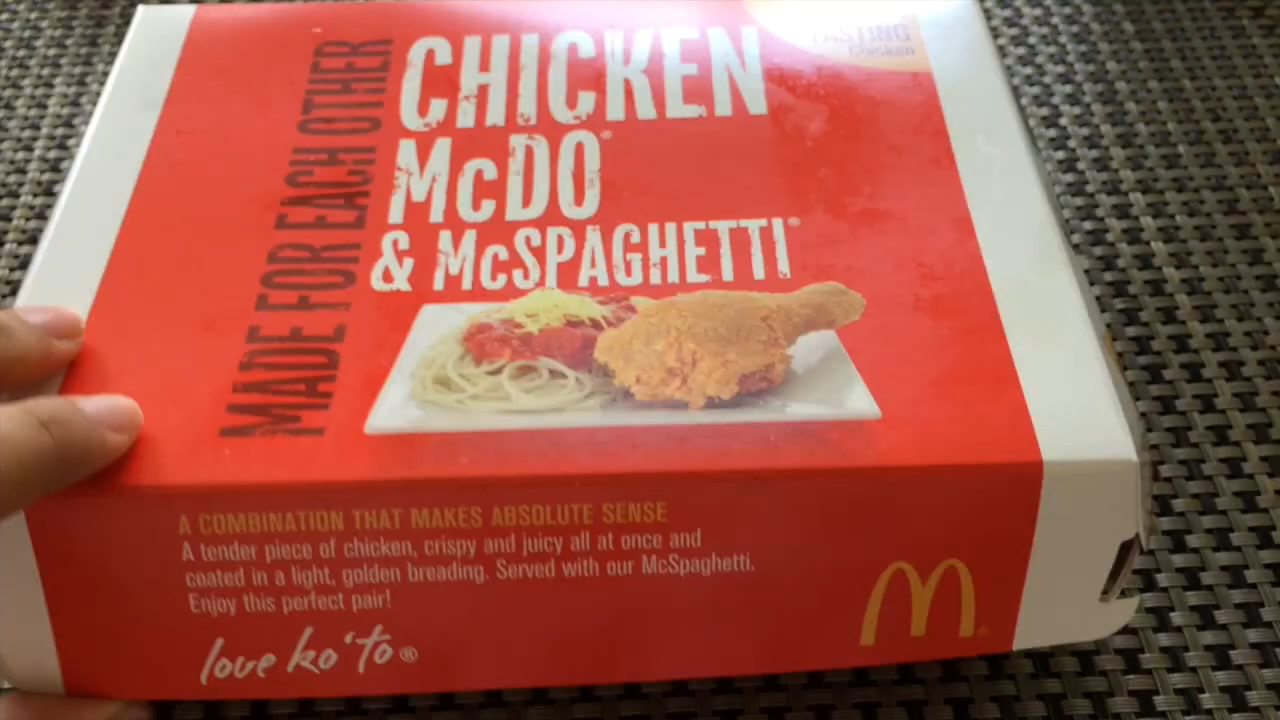 MADE FOR EACH OTHER
CHICKEN
McDO®
& McSPAGHETTI®
TASTING
Chicken
A COMBINATION THAT MAKES ABSOLUTE SENSE
A tender piece of chicken, crispy and juicy all at once and
coated in a light, golden breading. Served with our McSpaghetti.
Enjoy this perfect pair!
love ko 'to ®